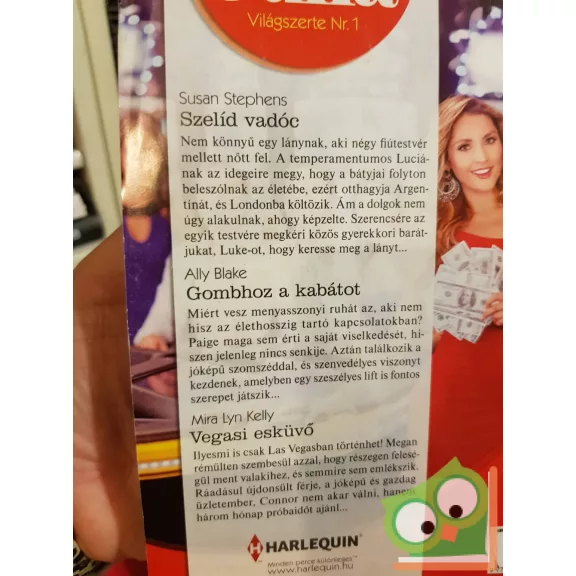 Világszerte Nr. 1
Susan Stephens
Szelíd vadóc
Nem könnyű egy lánynak, aki négy fiútestvér
mellett nőtt fel. A temperamentumos Luciá-
nak az idegeire megy, hogy a bátyjai folyton
beleszólnak az életébe, ezért otthagyja Argen-
tínát, és Londonba költözik. Ám a dolgok nem
úgy alakulnak, ahogy képzelte. Szerencsére az
egyik testvére megkéri közös gyerekkori barát-
jukat, Luke-ot, hogy keresse meg a lányt...
Ally Blake
Gombhoz a kabátot
Miért vesz menyasszonyi ruhát az, aki nem
hisz az élethosszig tartó kapcsolatokban?
Paige maga sem érti a saját viselkedését, hi-
szen jelenleg nincs senkije. Aztán találkozik a
jóképű szomszéddal, és szenvedélyes viszonyt
kezdenek, amelyben egy szeszélyes lift is fontos
szerepet játszik...
Mira Lyn Kelly
Vegasi esküvő
Ilyesmi is csak Las Vegasban történhet! Megan
rémülten szembesül azzal, hogy részegen felesé-
gül ment valakihez, és semmire sem emlékszik.
Ráadásul újdonsült férje, a jóképű és gazdag
üzletember, Connor nem akar válni, hanem
három hónap próbaidőt ajánl...
HARLEQUIN™
Minden perce különleges™
www.harlequin.hu